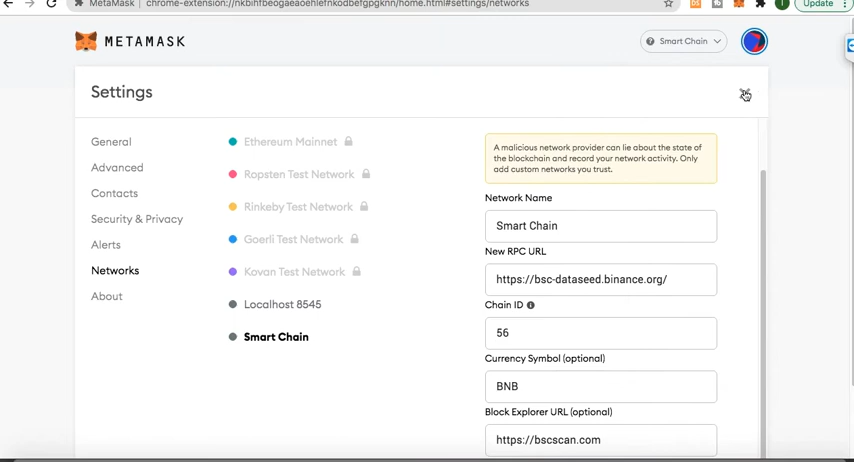 MetaMask | chrome-extension://nkbihfbeogaeaoehlefnkodbefgpgknn/home.html#settings/networks
Update
METAMASK
Smart Chain
Settings
General
Advanced
Contacts
Security & Privacy
Alerts
Networks
About
Ethereum Mainnet
Ropsten Test Network
Rinkeby Test Network
Goerli Test Network
Kovan Test Network
Localhost 8545
Smart Chain
A malicious network provider can lie about the state of
the blockchain and record your network activity. Only
add custom networks you trust.
Network Name
Smart Chain
New RPC URL
https://bsc-dataseed.binance.org/
Chain ID
56
Currency Symbol (optional)
BNB
Block Explorer URL (optional)
https://bscscan.com